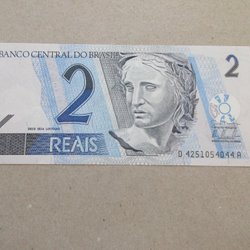 BANCO CENTRAL DO BRASIL
2
2
REAIS
D 4251054044 A